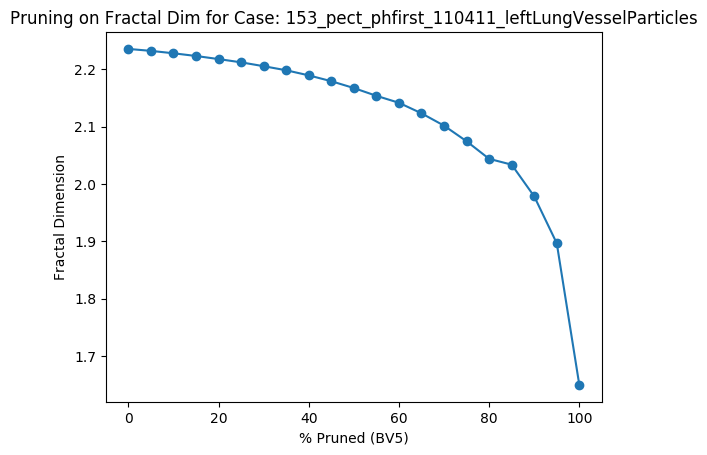 Pruning on Fractal Dim for Case: 153_pect_phfirst_110411_leftLungVesselParticles
2.2
2.1
2.0
1.9
1.8
1.7
Fractal Dimension
0 20 40 60 80 100
% Pruned (BV5)